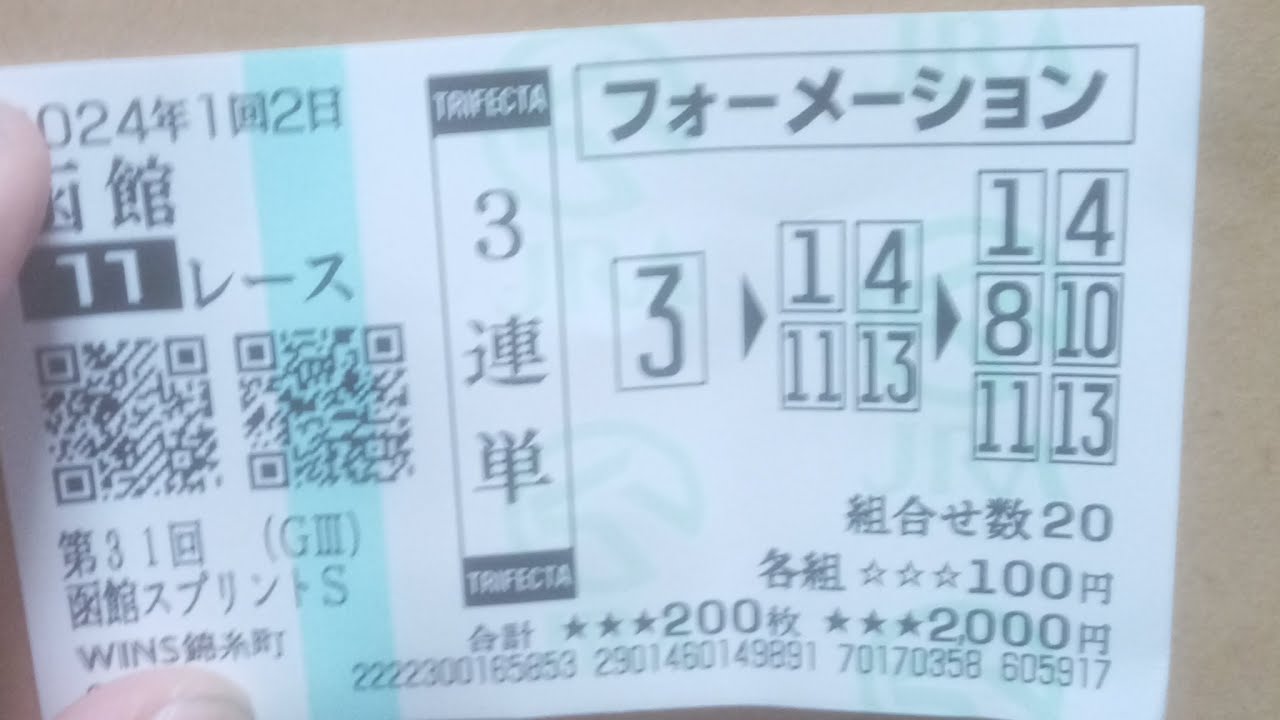 024年1回2日
函館
11レース
第31回 (GⅢ)
函館スプリントS
WINS錦糸町
TRIFECTA
3連単
TRIFECTA
フォーメーション
3 ▶ 1 4 11 13 ▶ 1 4 8 10 11 13
組合せ数20
各組 ☆☆☆100円
合計 ★★★200枚 ★★★2,000円
2222300165853 2901460149891 70170358 605917
JRA